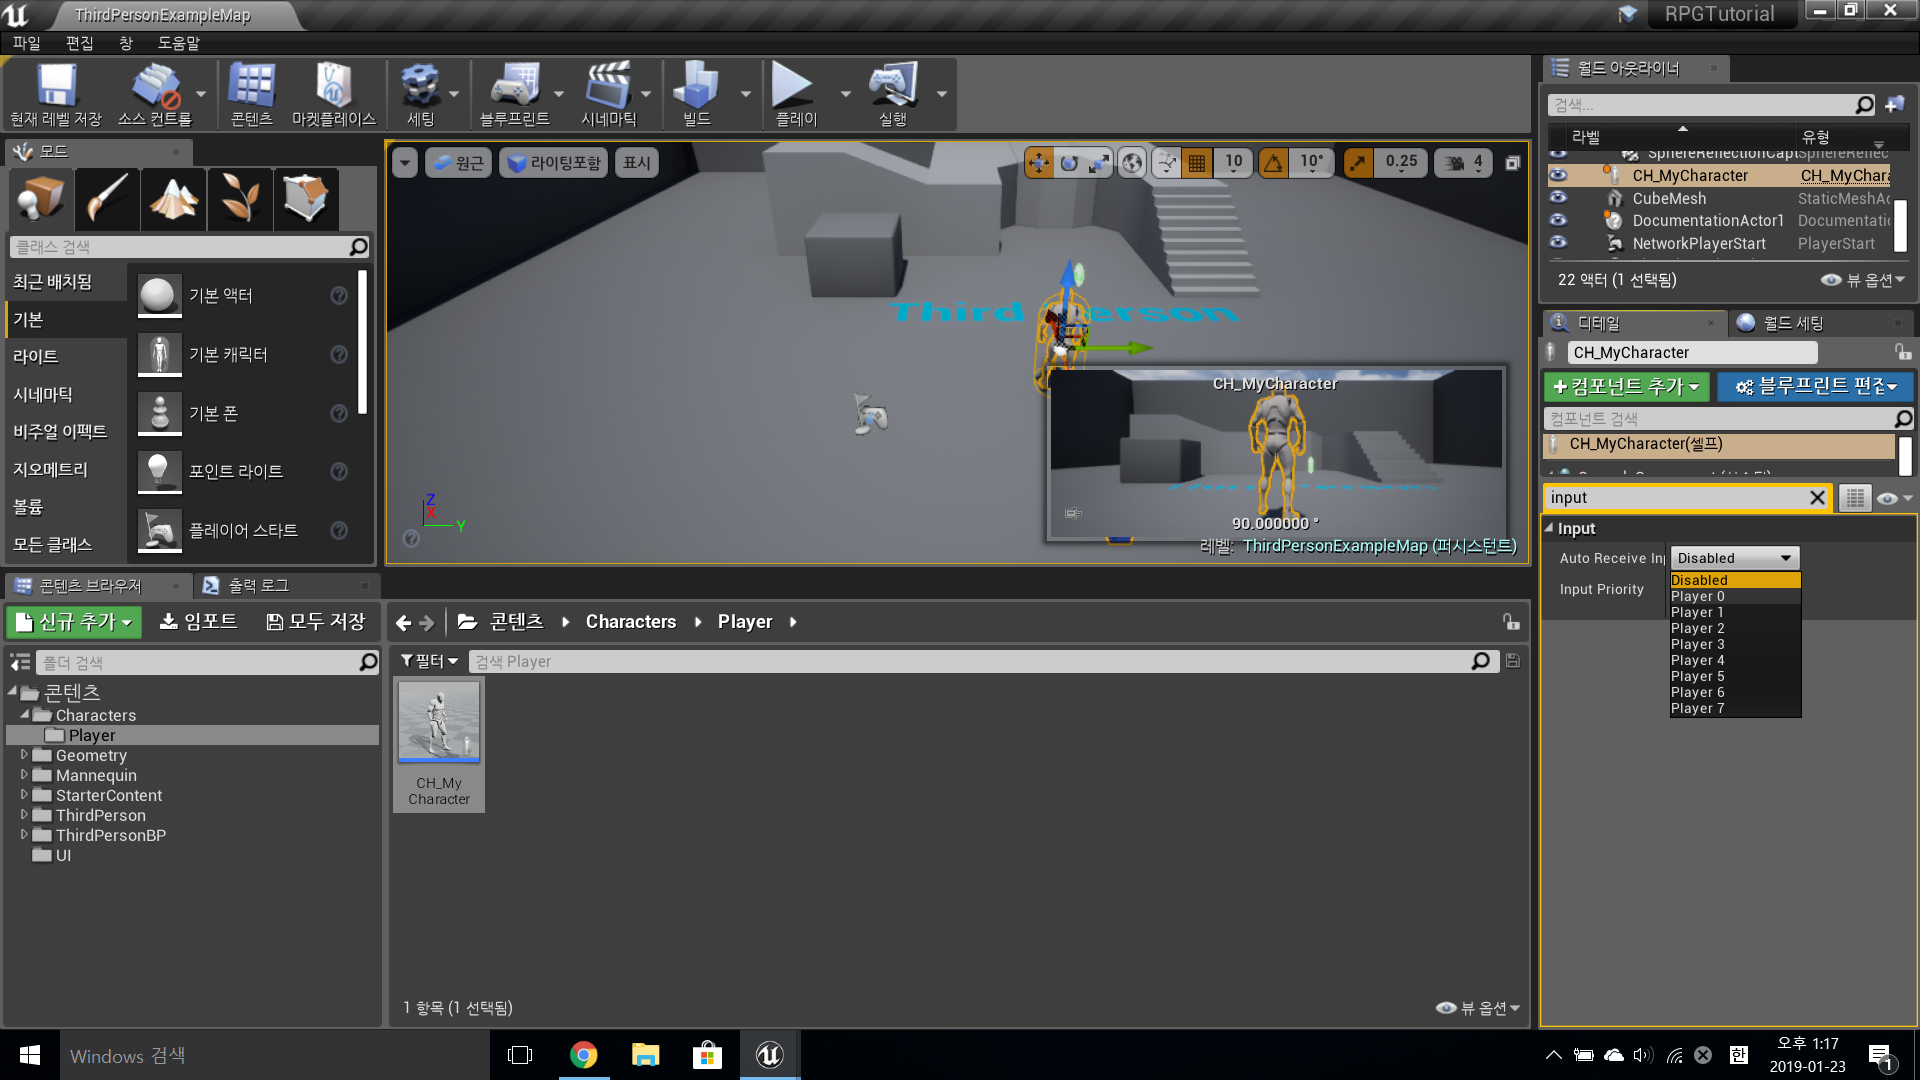 ThirdPersonExampleMap
RPGTutorial
파일 편집 창 도움말
현재 레벨 저장 소스 컨트롤 콘텐츠 마켓플레이스 세팅 블루프린트 시네마틱 빌드 플레이 실행
모드
클래스 검색
최근 배치됨
기본
라이트
시네마틱
비주얼 이펙트
지오메트리
볼륨
모든 클래스
기본 액터
기본 캐릭터
기본 폰
포인트 라이트
플레이어 스타트
원근 라이팅포함 표시
10 10° 0.25 4
Third Person
CH_MyCharacter
90.000000 °
Z
X
Y
레벨: ThirdPersonExampleMap (퍼시스턴트)
월드 아웃라이너
검색...
라벨 유형
SphereReflectionCapt SphereReflec
CH_MyCharacter CH_MyChara
CubeMesh StaticMeshAc
DocumentationActor1 Documentatio
NetworkPlayerStart PlayerStart
22 액터 (1 선택됨) 뷰 옵션
디테일 월드 세팅
CH_MyCharacter
+컴포넌트 추가 블루프린트 편집
컴포넌트 검색
CH_MyCharacter(셀프)
input
Input
Auto Receive Inp Disabled
Input Priority
Disabled
Player 0
Player 1
Player 2
Player 3
Player 4
Player 5
Player 6
Player 7
콘텐츠 브라우저 출력 로그
신규 추가 임포트 모두 저장
콘텐츠 Characters Player
폴더 검색
콘텐츠
Characters
Player
Geometry
Mannequin
StarterContent
ThirdPerson
ThirdPersonBP
UI
필터 검색 Player
CH_My
Character
1 항목 (1 선택됨) 뷰 옵션
Windows 검색
한
오후 1:17
2019-01-23
1